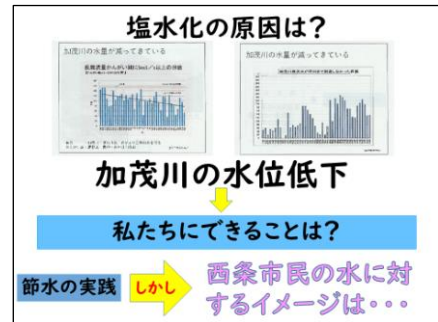 塩水化の原因は？
加茂川の水量が減ってきている
加茂川の水量が減ってきている
加茂川の水位低下
私たちにできることは？
節水の実践
しかし
西条市民の水に対
するイメージは・・・